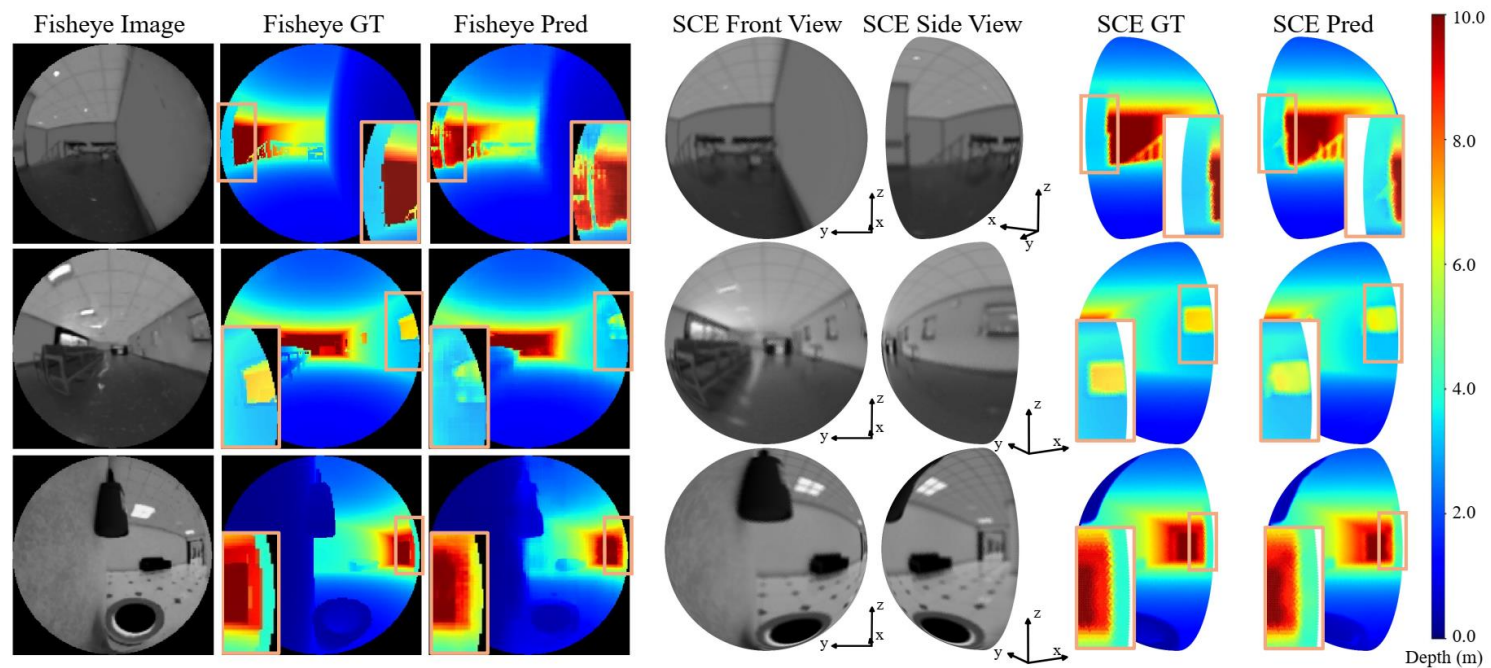 Fisheye Image Fisheye GT Fisheye Pred SCE Front View SCE Side View SCE GT SCE Pred
10.0
8.0
6.0
4.0
2.0
0.0
Depth (m)
z
x
y
z
x
y
z
x
y
z
y
x
z
x
y
z
y
x